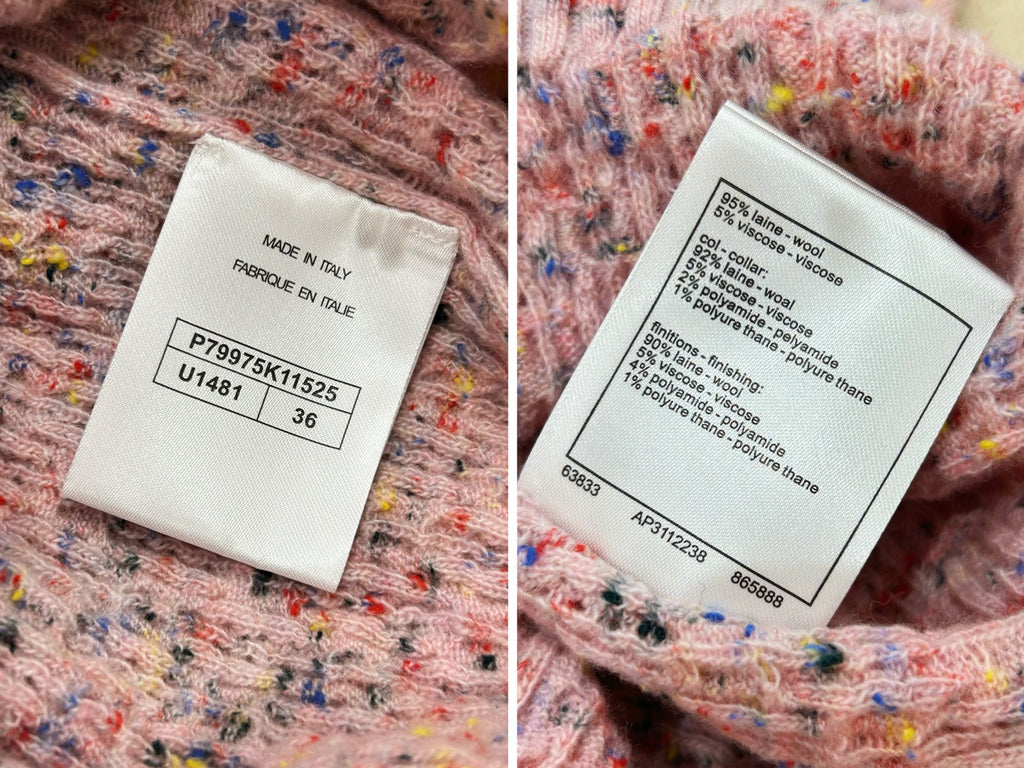 MADE IN ITALY
FABRIQUE EN ITALIE
P79975K11525
U1481 36
95% laine - wool
5% viscose - viscose
col - collar:
92% laine - woal
5% viscose - viscose
2% polyamide - pelyamide
1% polyure thane - polyure thane
finitions - finishing:
90% laine - wool
5% viscose - viscose
4% polyamide - polyamide
1% polyure thane - polyure thane
63833 AP3112238 865888